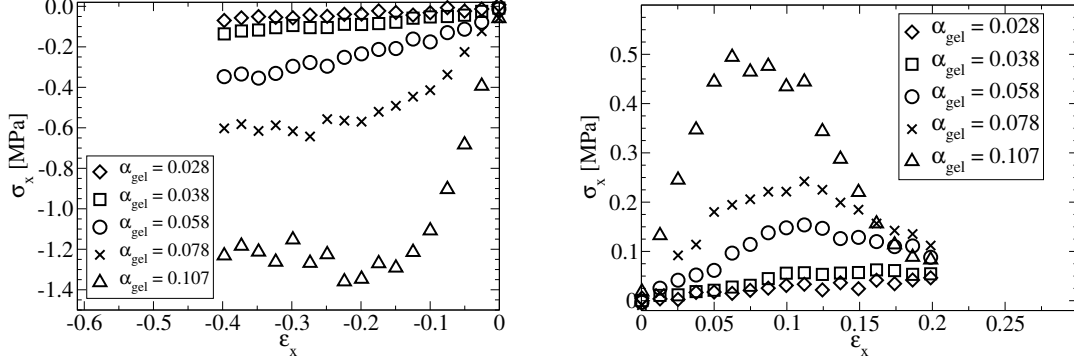 0.0
-0.2
-0.4
-0.6
-0.8
-1.0
-1.2
-1.4
σx [MPa]
αgel = 0.028
αgel = 0.038
αgel = 0.058
αgel = 0.078
αgel = 0.107
-0.6 -0.5 -0.4 -0.3 -0.2 -0.1 0
εx
0.5
0.4
0.3
0.2
0.1
0
σx [MPa]
αgel = 0.028
αgel = 0.038
αgel = 0.058
αgel = 0.078
αgel = 0.107
0 0.05 0.1 0.15 0.2 0.25
εx